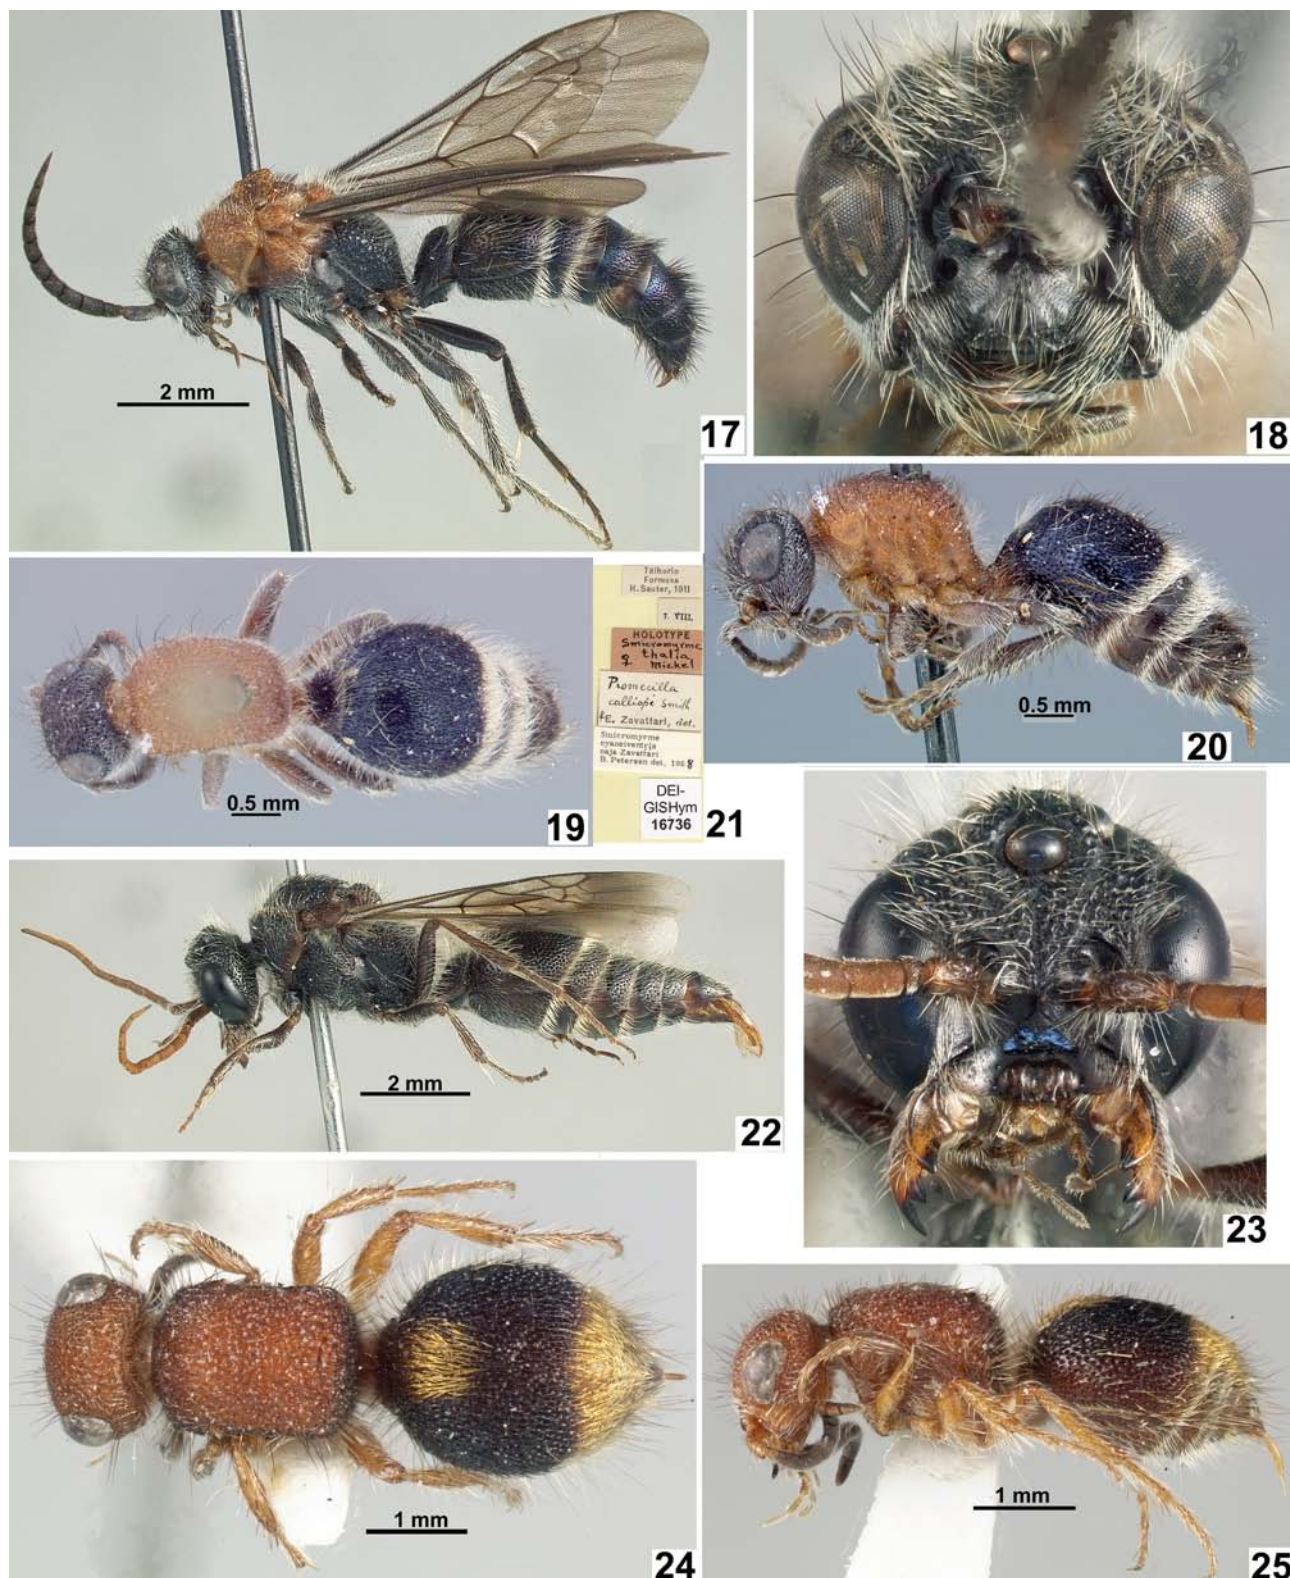 2 mm
17
18
0.5 mm
19
Taihorin
Formosa
H. Sauter, 1911
7. VIII.
HOLOTYPE
Smicromyrme
thalia
♀ Mickel
Promecilla
calliope Smith
E. Zavattari, det.
Smicromyrme
cyaneiventris
naja Zavattari
B. Petersen det. 1988
DEI-
GISHym
16736
21
0.5 mm
20
2 mm
22
23
1 mm
24
1 mm
25